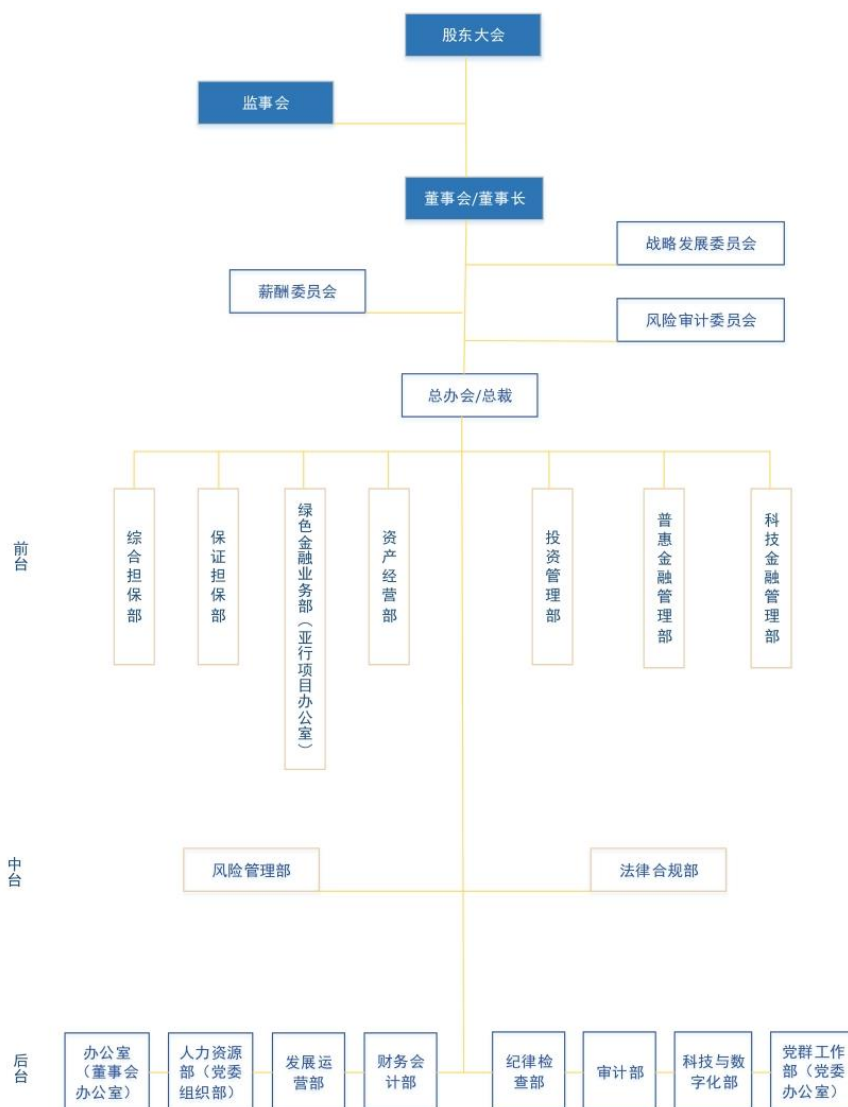 股东大会
监事会
董事会/董事长
战略发展委员会
薪酬委员会
风险审计委员会
总办会/总裁
前台
综合担保部
保证担保部
绿色金融业务部（亚行项目办公室）
资产经营部
投资管理部
普惠金融管理部
科技金融管理部
中台
风险管理部
法律合规部
后台
办公室
（董事会
办公室）
人力资源
部（党委
组织部）
发展运
营部
财务会
计部
纪律检
查部
审计部
科技与数
字化部
党群工作
部（党委
办公室）